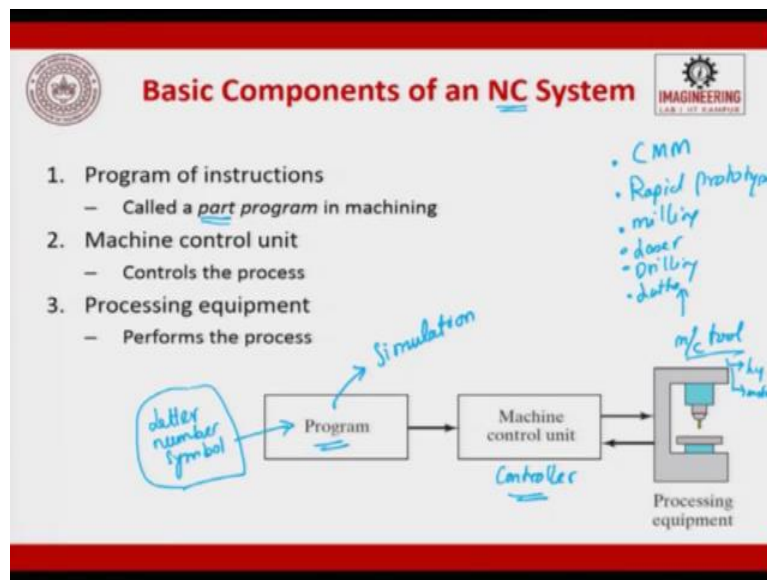 Basic Components of an NC System
IMAGINEERING
LAB | IIT KANPUR
1. Program of instructions
– Called a part program in machining
2. Machine control unit
– Controls the process
3. Processing equipment
– Performs the process
• CMM
• Rapid Prototyp
• milling
• Laser
• Drilling
• Lathe
m/c tool
Simulation
Letter
number
symbol
Program
Machine
control unit
Controller
Processing
equipment